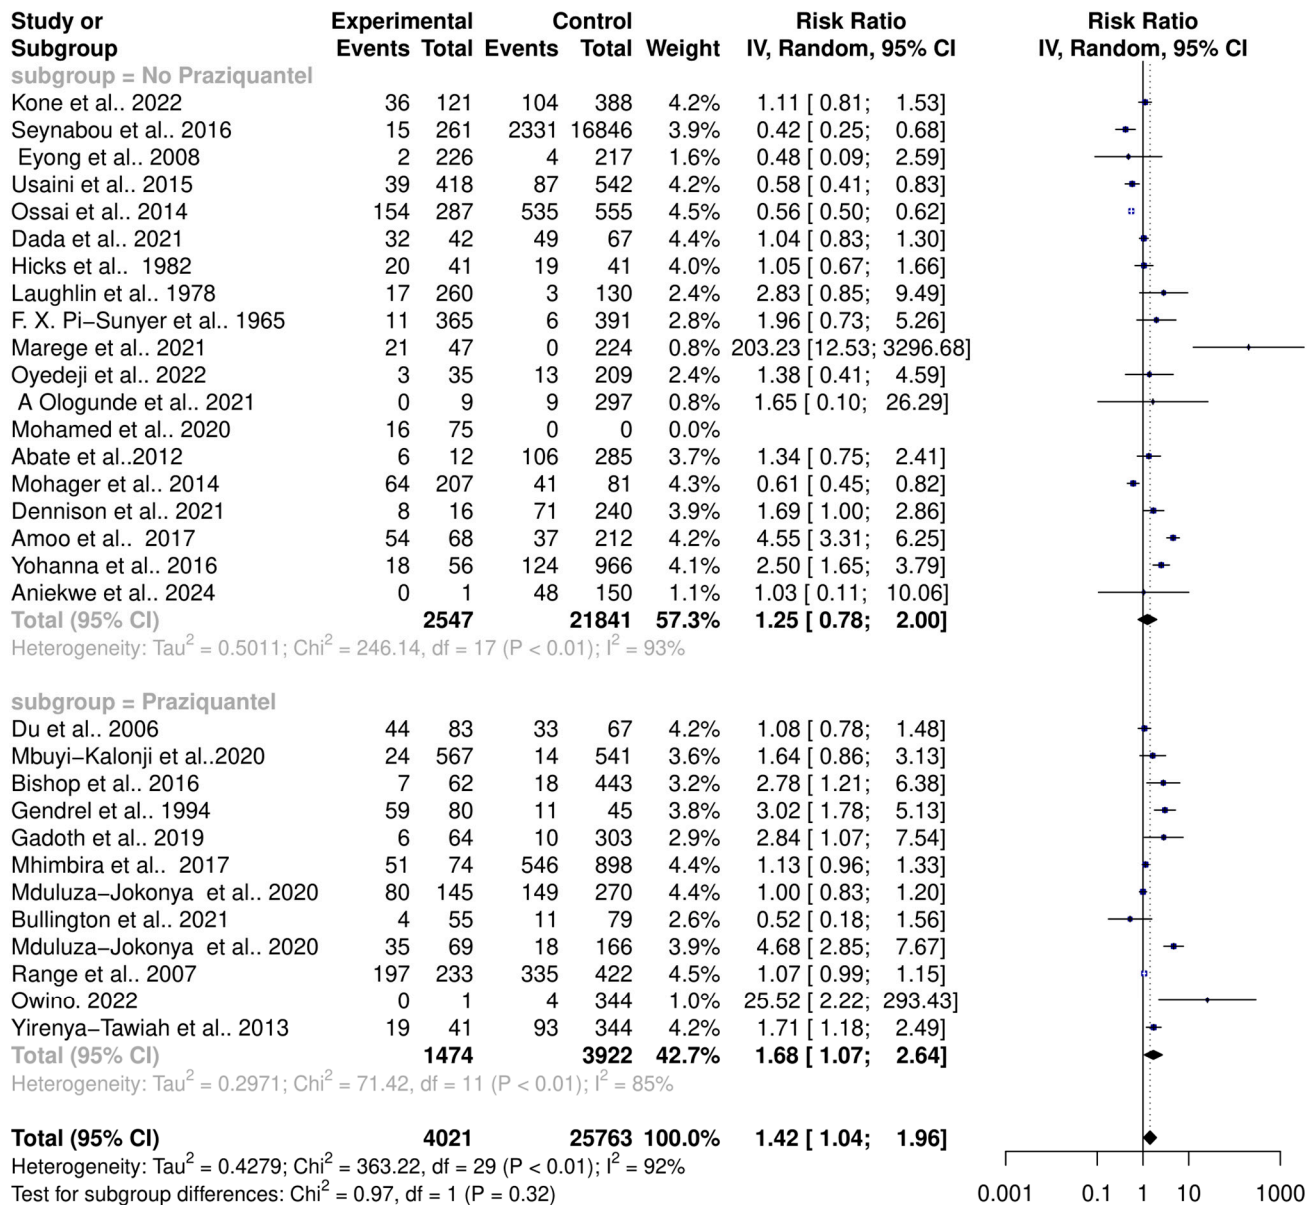 Study or Experimental Control Risk Ratio Risk Ratio
Subgroup Events Total Events Total Weight IV, Random, 95% CI IV, Random, 95% CI
subgroup = No Praziquantel
Kone et al.. 2022 36 121 104 388 4.2% 1.11 [ 0.81; 1.53]
Seynabou et al.. 2016 15 261 2331 16846 3.9% 0.42 [ 0.25; 0.68]
Eyong et al.. 2008 2 226 4 217 1.6% 0.48 [ 0.09; 2.59]
Usaini et al.. 2015 39 418 87 542 4.2% 0.58 [ 0.41; 0.83]
Ossai et al.. 2014 154 287 535 555 4.5% 0.56 [ 0.50; 0.62]
Dada et al.. 2021 32 42 49 67 4.4% 1.04 [ 0.83; 1.30]
Hicks et al.. 1982 20 41 19 41 4.0% 1.05 [ 0.67; 1.66]
Laughlin et al.. 1978 17 260 3 130 2.4% 2.83 [ 0.85; 9.49]
F. X. Pi−Sunyer et al.. 1965 11 365 6 391 2.8% 1.96 [ 0.73; 5.26]
Marege et al.. 2021 21 47 0 224 0.8% 203.23 [12.53; 3296.68]
Oyedeji et al.. 2022 3 35 13 209 2.4% 1.38 [ 0.41; 4.59]
A Ologunde et al.. 2021 0 9 9 297 0.8% 1.65 [ 0.10; 26.29]
Mohamed et al.. 2020 16 75 0 0 0.0%
Abate et al..2012 6 12 106 285 3.7% 1.34 [ 0.75; 2.41]
Mohager et al.. 2014 64 207 41 81 4.3% 0.61 [ 0.45; 0.82]
Dennison et al.. 2021 8 16 71 240 3.9% 1.69 [ 1.00; 2.86]
Amoo et al.. 2017 54 68 37 212 4.2% 4.55 [ 3.31; 6.25]
Yohanna et al.. 2016 18 56 124 966 4.1% 2.50 [ 1.65; 3.79]
Aniekwe et al.. 2024 0 1 48 150 1.1% 1.03 [ 0.11; 10.06]
Total (95% CI) 2547 21841 57.3% 1.25 [ 0.78; 2.00]
Heterogeneity: Tau² = 0.5011; Chi² = 246.14, df = 17 (P < 0.01); I² = 93%
subgroup = Praziquantel
Du et al.. 2006 44 83 33 67 4.2% 1.08 [ 0.78; 1.48]
Mbuyi−Kalonji et al..2020 24 567 14 541 3.6% 1.64 [ 0.86; 3.13]
Bishop et al.. 2016 7 62 18 443 3.2% 2.78 [ 1.21; 6.38]
Gendrel et al.. 1994 59 80 11 45 3.8% 3.02 [ 1.78; 5.13]
Gadoth et al.. 2019 6 64 10 303 2.9% 2.84 [ 1.07; 7.54]
Mhimbira et al.. 2017 51 74 546 898 4.4% 1.13 [ 0.96; 1.33]
Mduluza−Jokonya et al.. 2020 80 145 149 270 4.4% 1.00 [ 0.83; 1.20]
Bullington et al.. 2021 4 55 11 79 2.6% 0.52 [ 0.18; 1.56]
Mduluza−Jokonya et al.. 2020 35 69 18 166 3.9% 4.68 [ 2.85; 7.67]
Range et al.. 2007 197 233 335 422 4.5% 1.07 [ 0.99; 1.15]
Owino. 2022 0 1 4 344 1.0% 25.52 [ 2.22; 293.43]
Yirenya−Tawiah et al.. 2013 19 41 93 344 4.2% 1.71 [ 1.18; 2.49]
Total (95% CI) 1474 3922 42.7% 1.68 [ 1.07; 2.64]
Heterogeneity: Tau² = 0.2971; Chi² = 71.42, df = 11 (P < 0.01); I² = 85%
Total (95% CI) 4021 25763 100.0% 1.42 [ 1.04; 1.96]
Heterogeneity: Tau² = 0.4279; Chi² = 363.22, df = 29 (P < 0.01); I² = 92%
Test for subgroup differences: Chi² = 0.97, df = 1 (P = 0.32)
0.001 0.1 1 10 1000